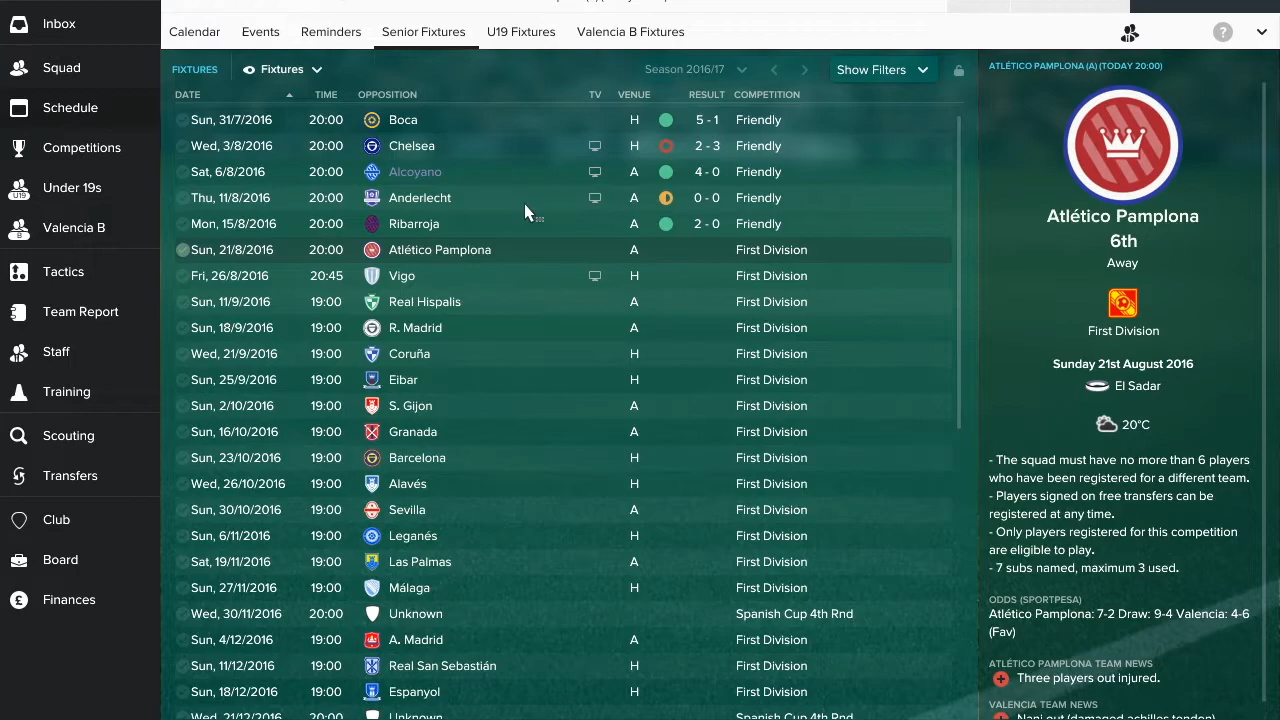 Inbox
Squad
Schedule
Competitions
U19 Under 19s
B Valencia B
Tactics
Team Report
Staff
Training
Scouting
Transfers
Club
Board
Finances
Calendar Events Reminders Senior Fixtures U19 Fixtures Valencia B Fixtures ?
FIXTURES Fixtures Season 2016/17 Show Filters
DATE TIME OPPOSITION TV VENUE RESULT COMPETITION
Sun, 31/7/2016 20:00 Boca H 5 - 1 Friendly
Wed, 3/8/2016 20:00 Chelsea H 2 - 3 Friendly
Sat, 6/8/2016 20:00 Alcoyano A 4 - 0 Friendly
Thu, 11/8/2016 20:00 Anderlecht A 0 - 0 Friendly
Mon, 15/8/2016 20:00 Ribarroja A 2 - 0 Friendly
Sun, 21/8/2016 20:00 Atlético Pamplona A First Division
Fri, 26/8/2016 20:45 Vigo H First Division
Sun, 11/9/2016 19:00 Real Hispalis A First Division
Sun, 18/9/2016 19:00 R. Madrid A First Division
Wed, 21/9/2016 19:00 Coruña H First Division
Sun, 25/9/2016 19:00 Eibar H First Division
Sun, 2/10/2016 19:00 S. Gijon A First Division
Sun, 16/10/2016 19:00 Granada A First Division
Sun, 23/10/2016 19:00 Barcelona H First Division
Wed, 26/10/2016 19:00 Alavés H First Division
Sun, 30/10/2016 19:00 Sevilla A First Division
Sun, 6/11/2016 19:00 Leganés H First Division
Sat, 19/11/2016 19:00 Las Palmas A First Division
Sun, 27/11/2016 19:00 Málaga H First Division
Wed, 30/11/2016 20:00 Unknown Spanish Cup 4th Rnd
Sun, 4/12/2016 19:00 A. Madrid A First Division
Sun, 11/12/2016 19:00 Real San Sebastián H First Division
Sun, 18/12/2016 19:00 Espanyol H First Division
Wed, 21/12/2016 20:00 Unknown Spanish Cup 4th Rnd
ATLÉTICO PAMPLONA (A) (TODAY 20:00)
Atlético Pamplona
6th
Away
First Division
Sunday 21st August 2016
El Sadar
20°C
- The squad must have no more than 6 players
who have been registered for a different team.
- Players signed on free transfers can be
registered at any time.
- Only players registered for this competition
are eligible to play.
- 7 subs named, maximum 3 used.
ODDS (SPORTPESA)
Atlético Pamplona: 7-2 Draw: 9-4 Valencia: 4-6
(Fav)
ATLÉTICO PAMPLONA TEAM NEWS
Three players out injured.
VALENCIA TEAM NEWS
Nani out (damaged achilles tendon)